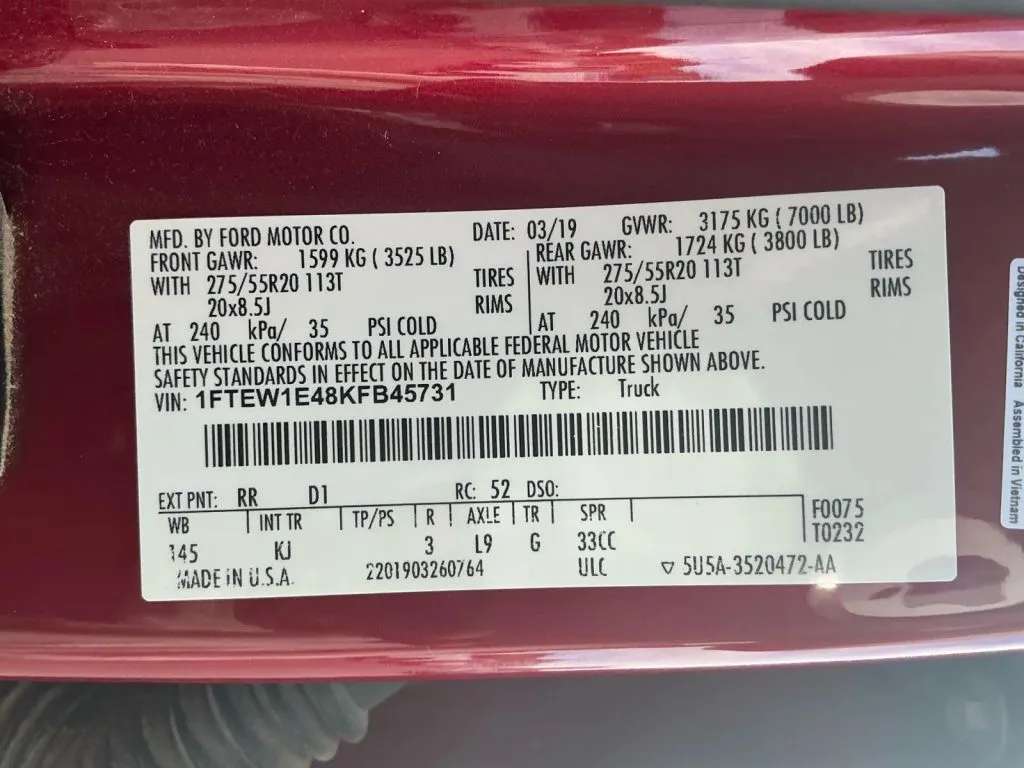 MFD. BY FORD MOTOR CO. DATE: 03/19 GVWR: 3175 KG ( 7000 LB)
FRONT GAWR: 1599 KG ( 3525 LB) REAR GAWR: 1724 KG ( 3800 LB)
WITH 275/55R20 113T TIRES WITH 275/55R20 113T TIRES
20x8.5J RIMS 20x8.5J RIMS
AT 240 kPa/ 35 PSI COLD AT 240 kPa/ 35 PSI COLD
THIS VEHICLE CONFORMS TO ALL APPLICABLE FEDERAL MOTOR VEHICLE
SAFETY STANDARDS IN EFFECT ON THE DATE OF MANUFACTURE SHOWN ABOVE.
VIN: 1FTEW1E48KFB45731 TYPE: Truck
EXT PNT: RR D1 RC: 52 DSO:
WB INT TR TP/PS R AXLE TR SPR F0075
145 KJ 3 L9 G 33CC T0232
MADE IN U.S.A. 2201903260764 ULC ▽ 5U5A-3520472-AA
Designed in California Assembled in Vietnam